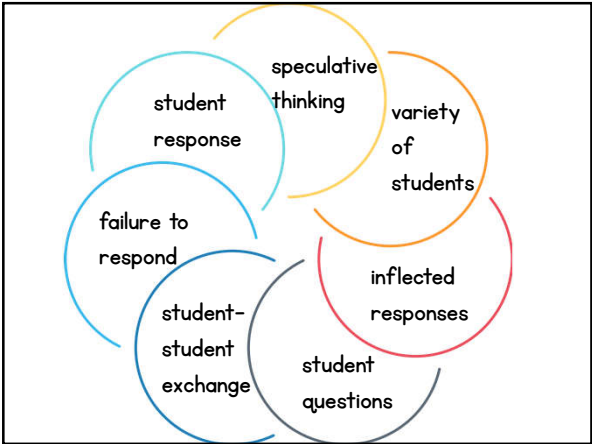 speculative
thinking
variety
of
students
inflected
responses
student
questions
student-
student
exchange
failure to
respond
student
response